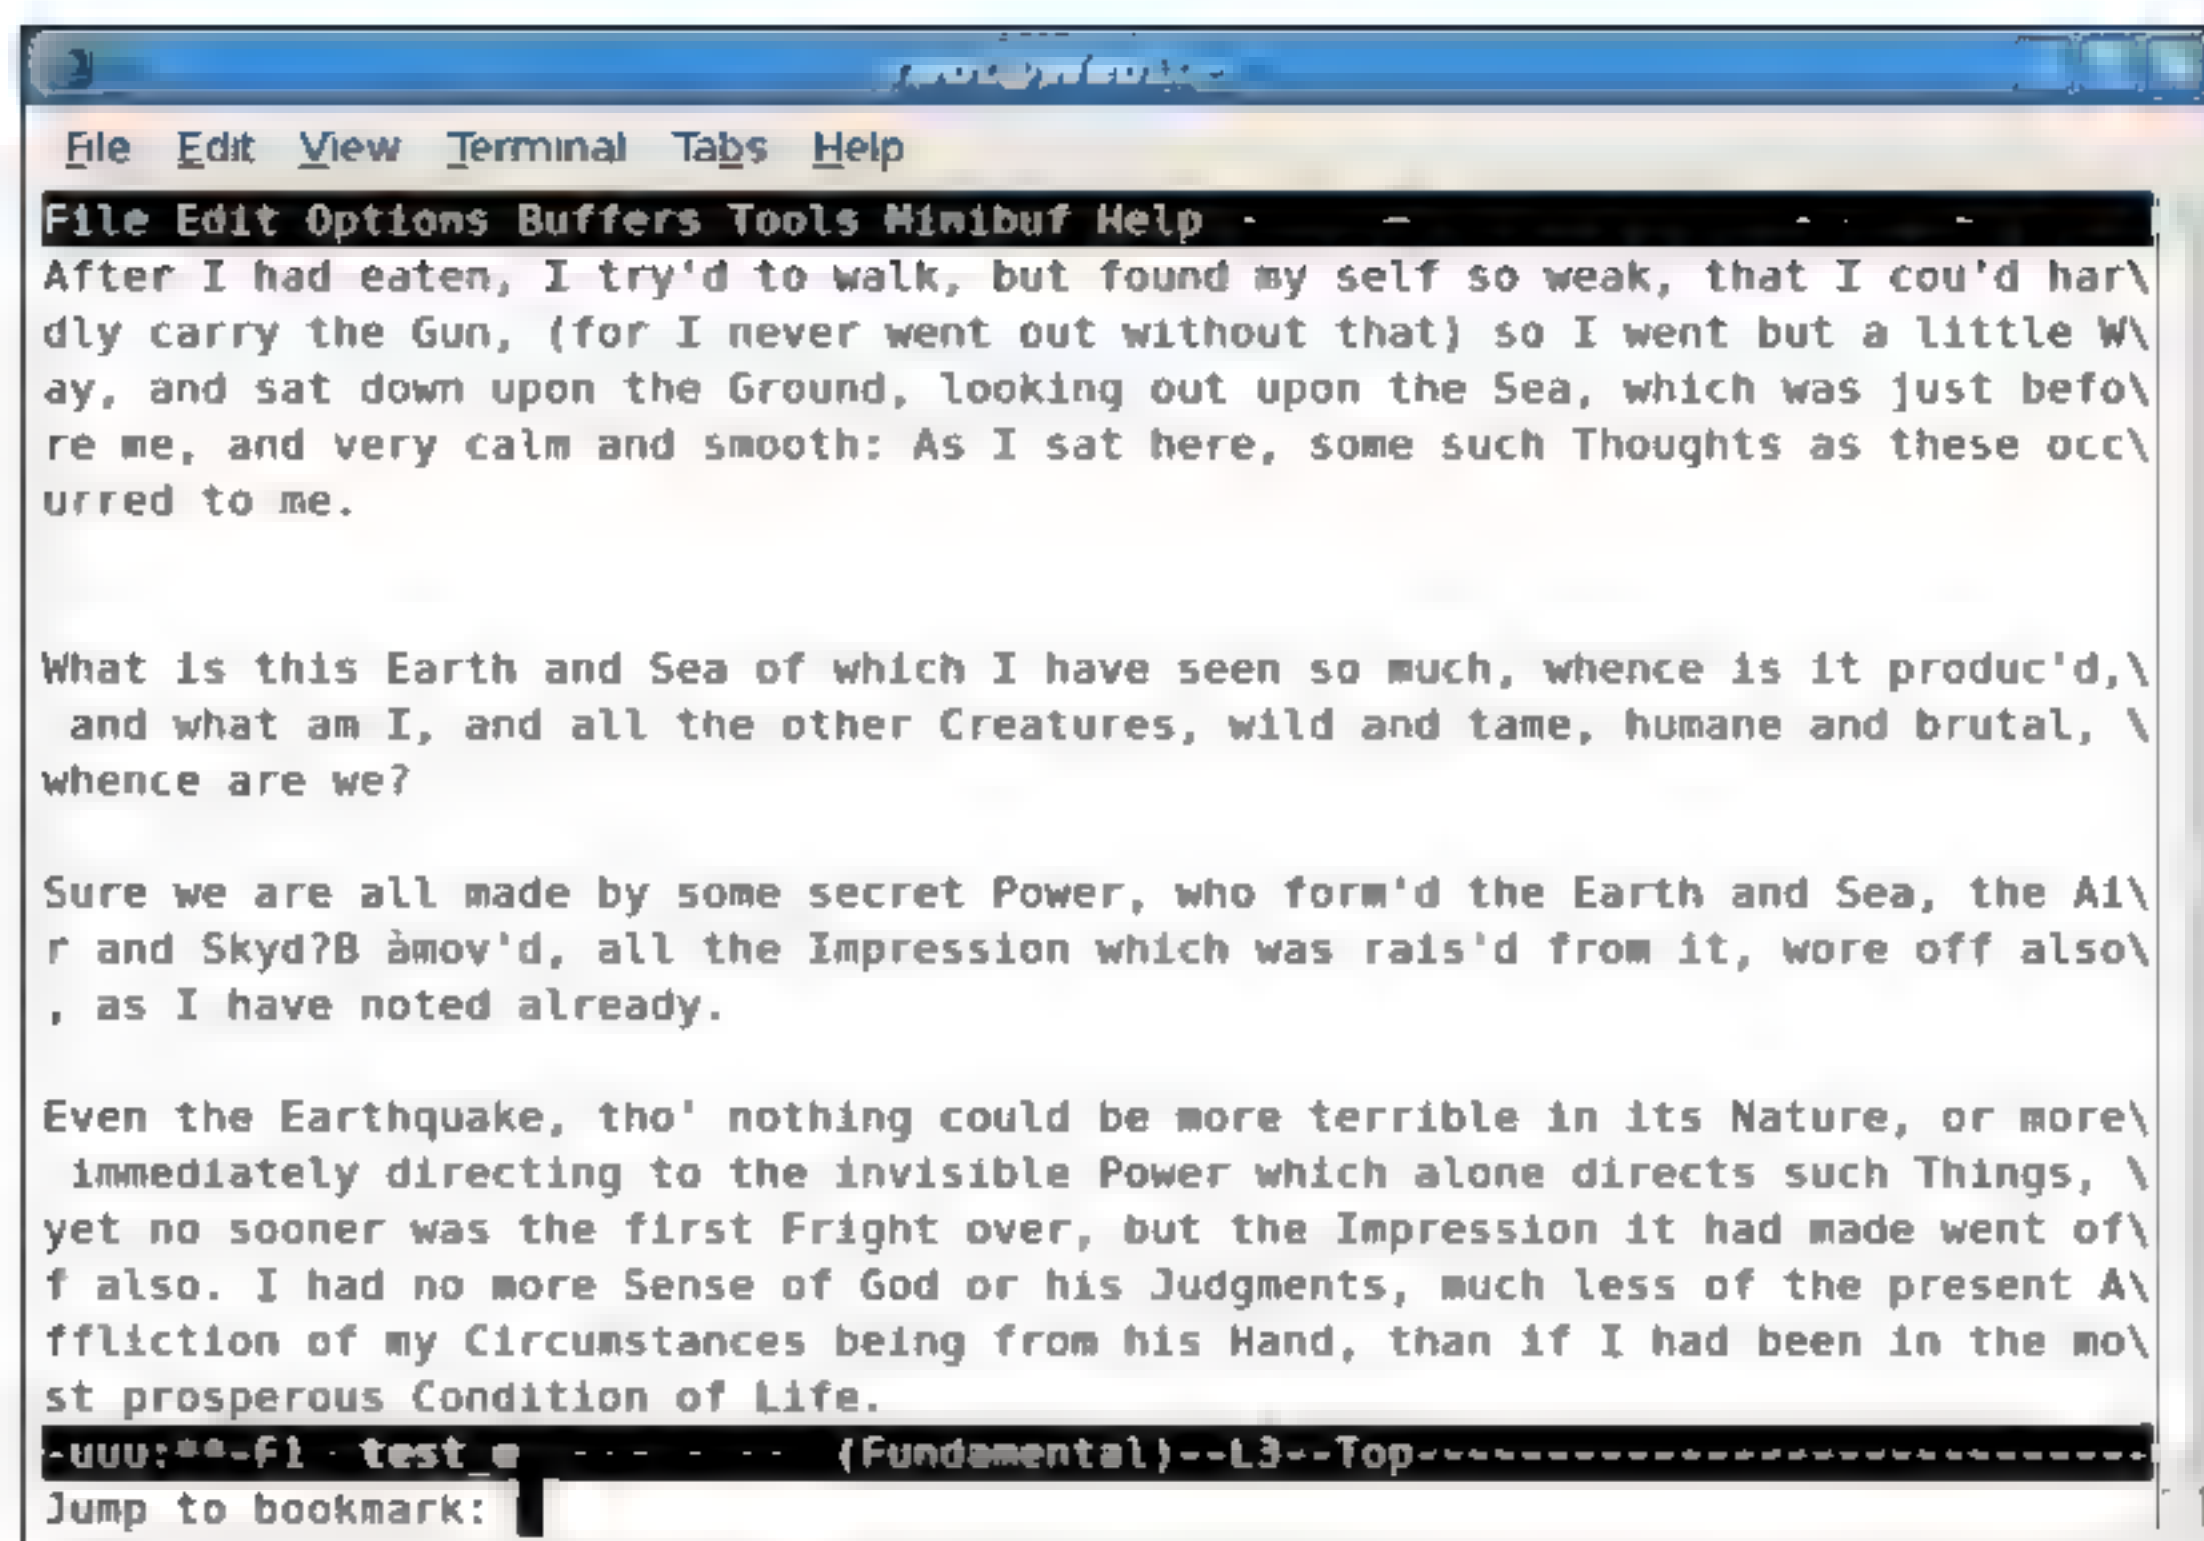 File Edit View Terminal Tabs Help
File Edit Options Buffers Tools Minibuf Help
After I had eaten, I try'd to walk, but found my self so weak, that I cou'd har\
dly carry the Gun, (for I never went out without that) so I went but a little W\
ay, and sat down upon the Ground, looking out upon the Sea, which was just befo\
re me, and very calm and smooth: As I sat here, some such Thoughts as these occ\
urred to me.
What is this Earth and Sea of which I have seen so much, whence is it produc'd,\
 and what am I, and all the other Creatures, wild and tame, humane and brutal, \
whence are we?
Sure we are all made by some secret Power, who form'd the Earth and Sea, the Ai\
r and Skyd?B àmov'd, all the Impression which was rais'd from it, wore off also\
, as I have noted already.
Even the Earthquake, tho' nothing could be more terrible in its Nature, or more\
 immediately directing to the invisible Power which alone directs such Things, \
yet no sooner was the first Fright over, but the Impression it had made went of\
f also. I had no more Sense of God or his Judgments, much less of the present A\
ffliction of my Circumstances being from his Hand, than if I had been in the mo\
st prosperous Condition of Life.
-uuu:**-F1 test_e (Fundamental)--L3--Top----------------------------
Jump to bookmark: